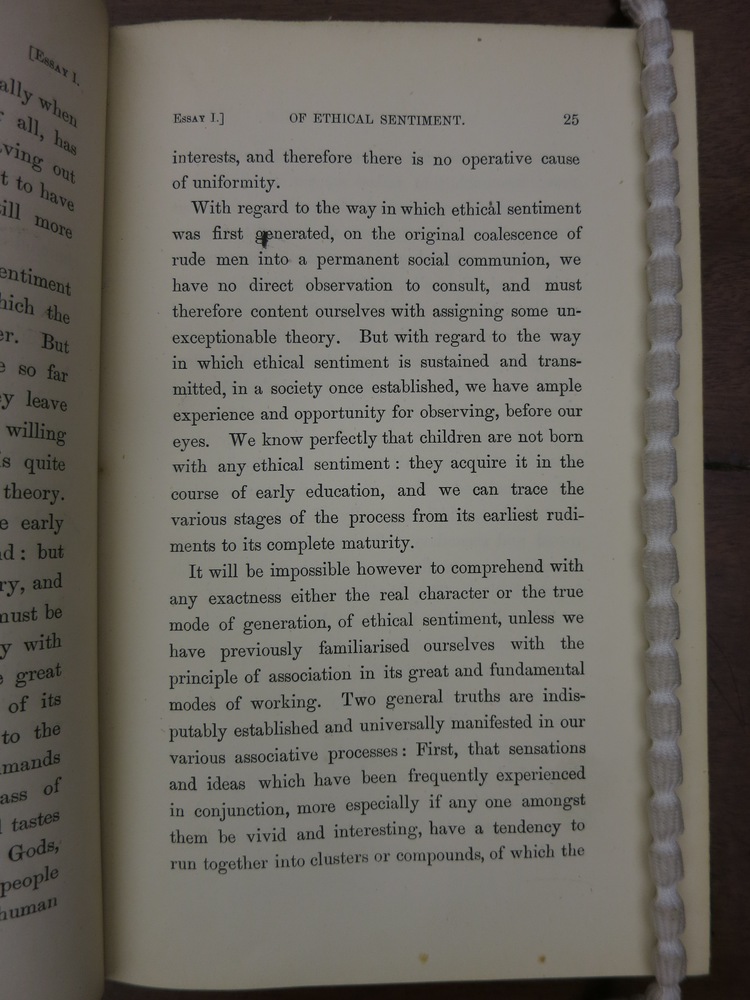 [Essay I.
ally when
all, has
ving out
t to have
ill more
entiment
hich the
er. But
e so far
ey leave
willing
is quite
theory.
e early
nd: but
ry, and
must be
y with
great
of its
to the
mmands
ass of
tastes
Gods,
people
human
Essay I.] OF ETHICAL SENTIMENT. 25
interests, and therefore there is no operative cause
of uniformity.
With regard to the way in which ethical sentiment
was first generated, on the original coalescence of
rude men into a permanent social communion, we
have no direct observation to consult, and must
therefore content ourselves with assigning some un-
exceptionable theory. But with regard to the way
in which ethical sentiment is sustained and trans-
mitted, in a society once established, we have ample
experience and opportunity for observing, before our
eyes. We know perfectly that children are not born
with any ethical sentiment: they acquire it in the
course of early education, and we can trace the
various stages of the process from its earliest rudi-
ments to its complete maturity.
It will be impossible however to comprehend with
any exactness either the real character or the true
mode of generation, of ethical sentiment, unless we
have previously familiarised ourselves with the
principle of association in its great and fundamental
modes of working. Two general truths are indis-
putably established and universally manifested in our
various associative processes: First, that sensations
and ideas which have been frequently experienced
in conjunction, more especially if any one amongst
them be vivid and interesting, have a tendency to
run together into clusters or compounds, of which the